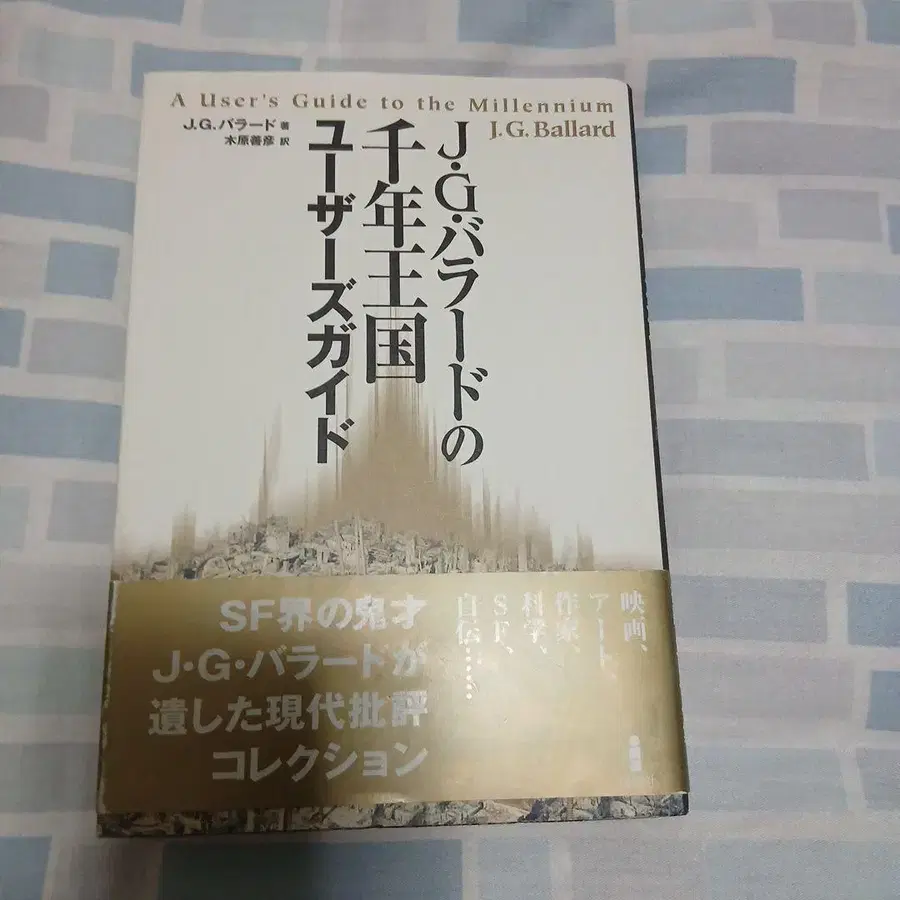 A User's Guide to the Millennium
J.G. Ballard
J.G.バラード 著
木原善彦 訳
J・G・バラードの
千年王国
ユーザーズガイド
映画、
アート、
作家、
科学、
SF、
自伝……
SF界の鬼才
J・G・バラードが
遺した現代批評
コレクション